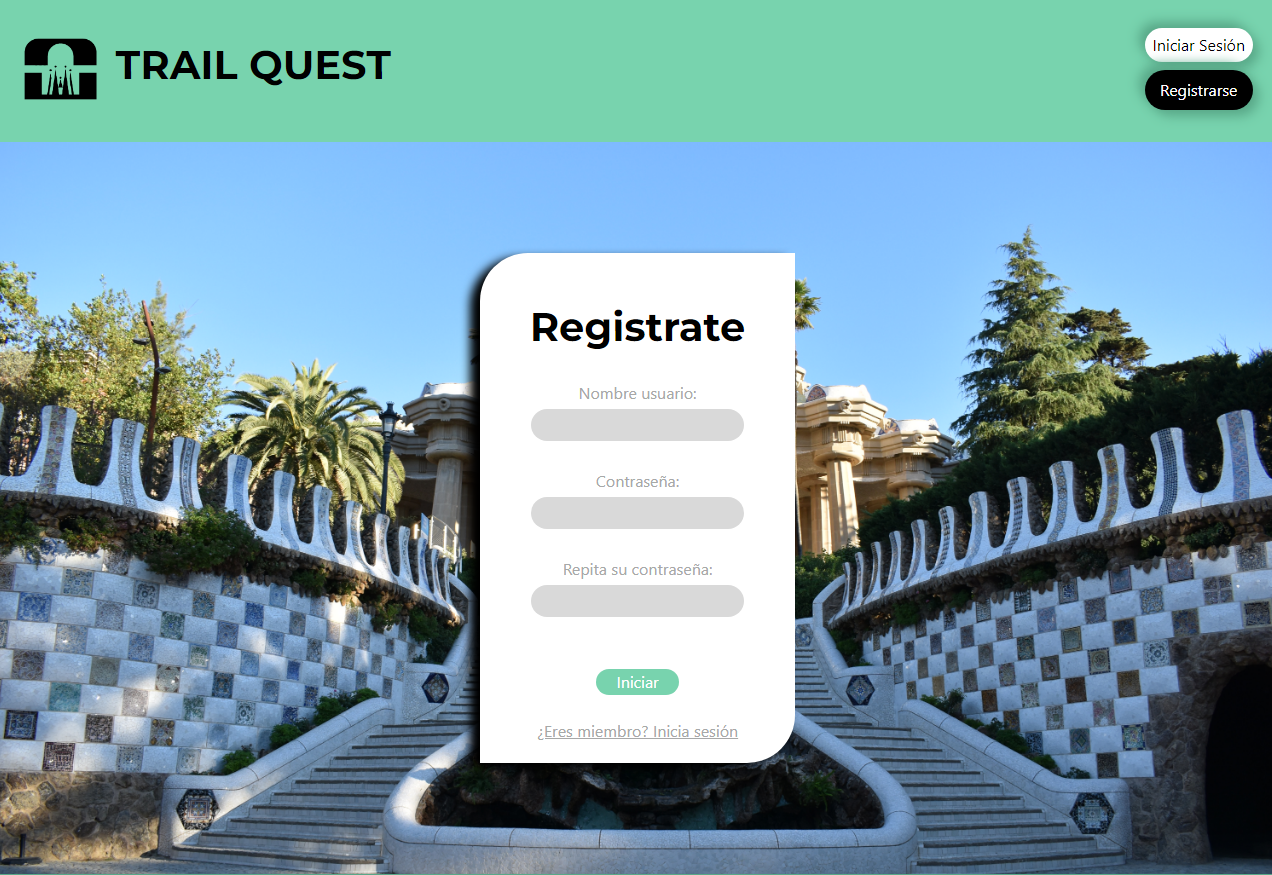 TRAIL QUEST
Iniciar Sesión
Registrarse
Registrate
Nombre usuario:
Contraseña:
Repita su contraseña:
Iniciar
¿Eres miembro? Inicia sesión